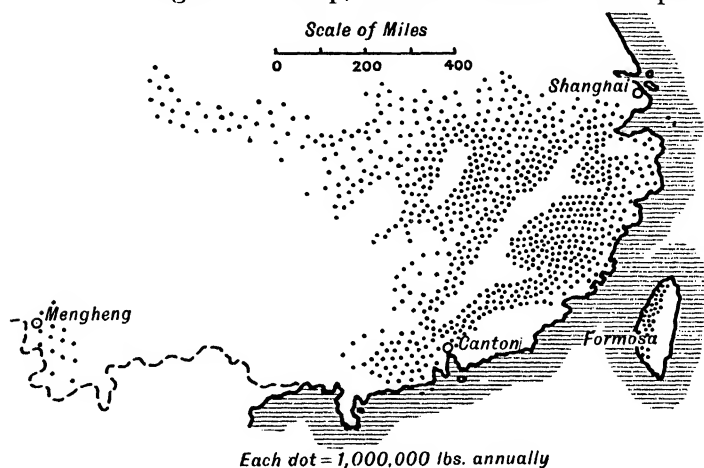 Scale of Miles
0 200 400
Shanghai
Mengheng
Canton
Formosa
Each dot = 1,000,000 lbs. annually